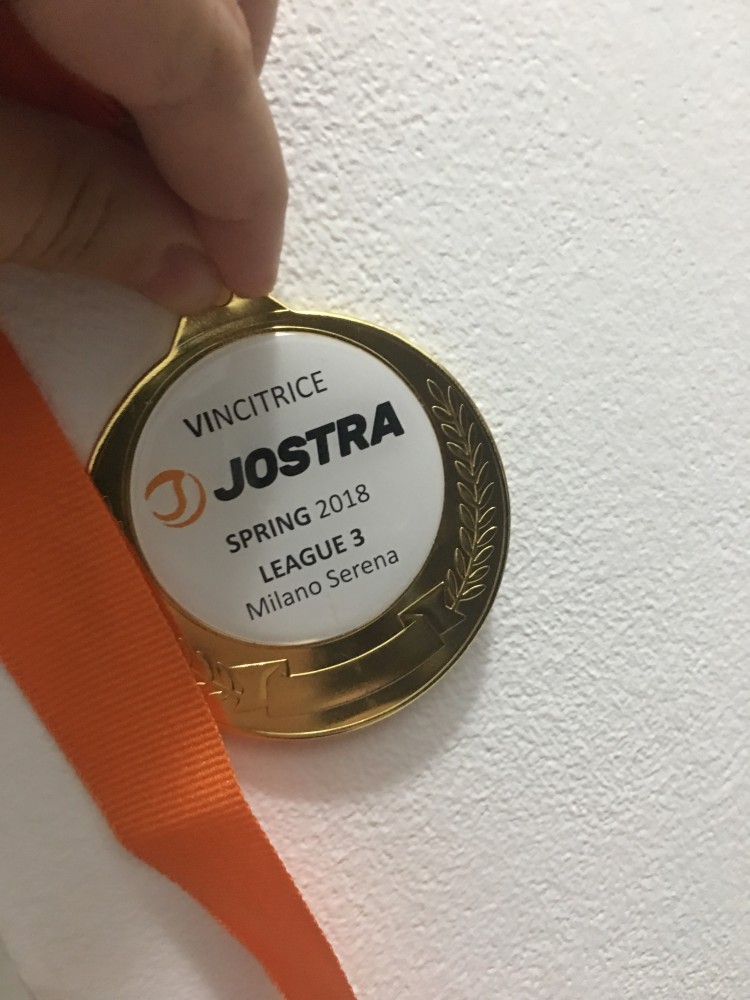 VINCITRICE
J JOSTRA
SPRING 2018
LEAGUE 3
Milano Serena